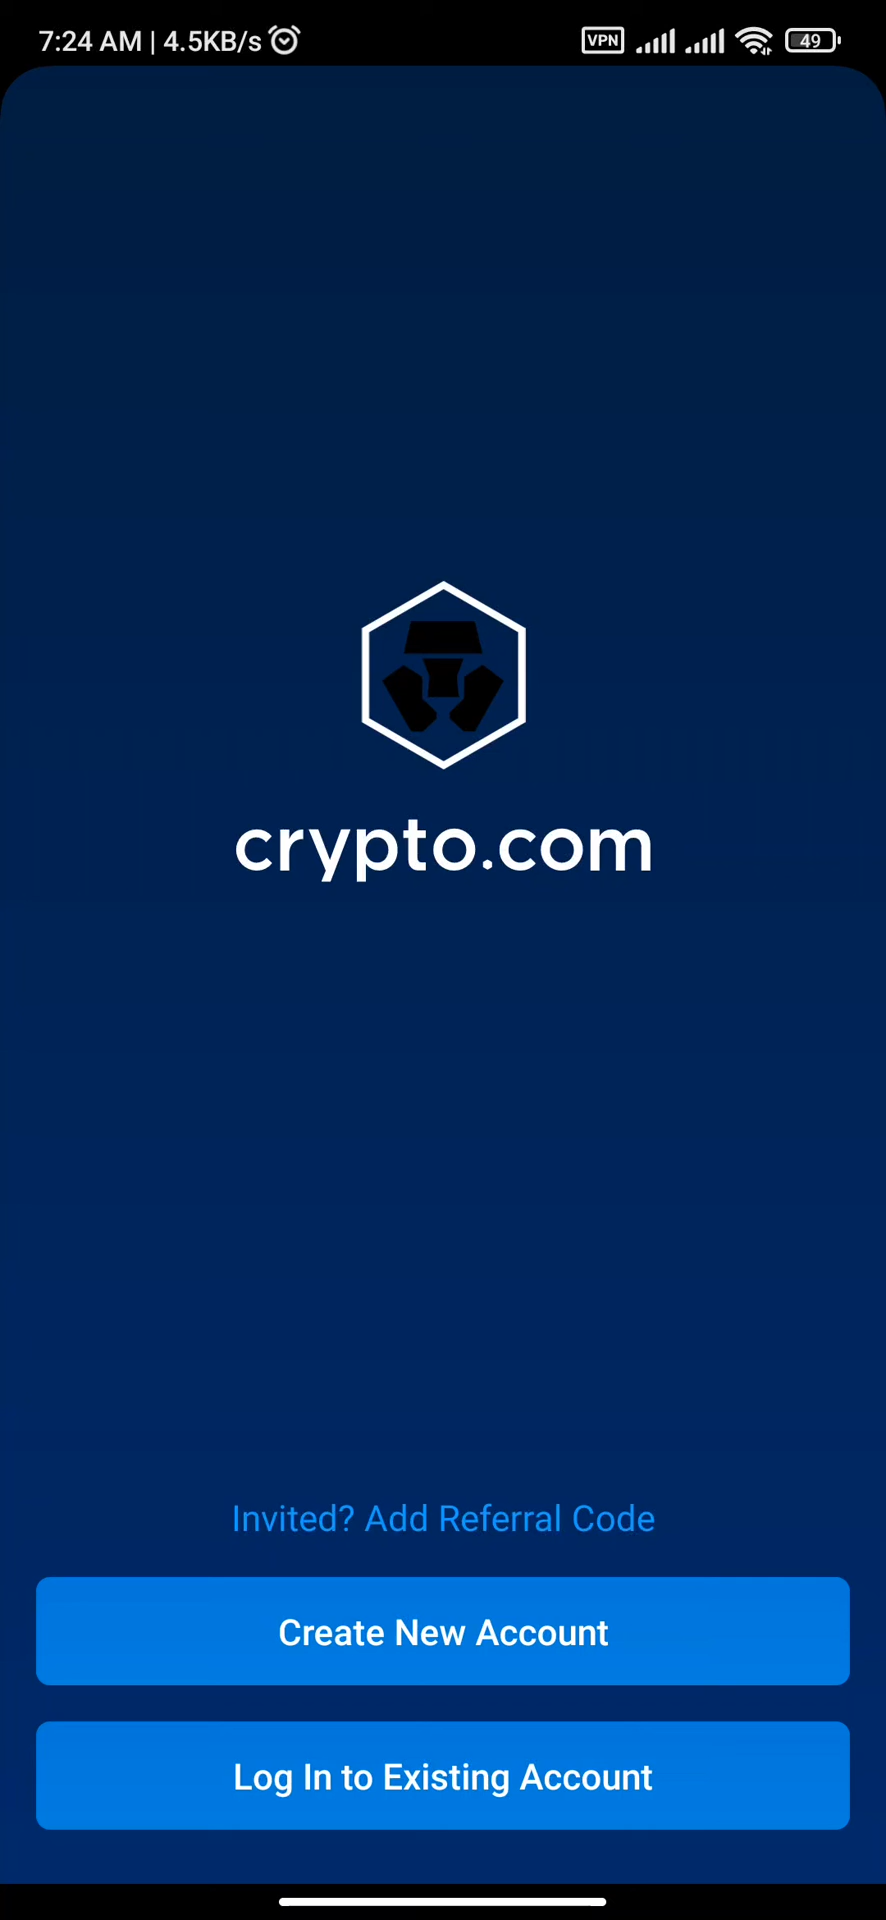 7:24 AM | 4.5KB/s VPN 49
crypto.com
Invited? Add Referral Code
Create New Account
Log In to Existing Account